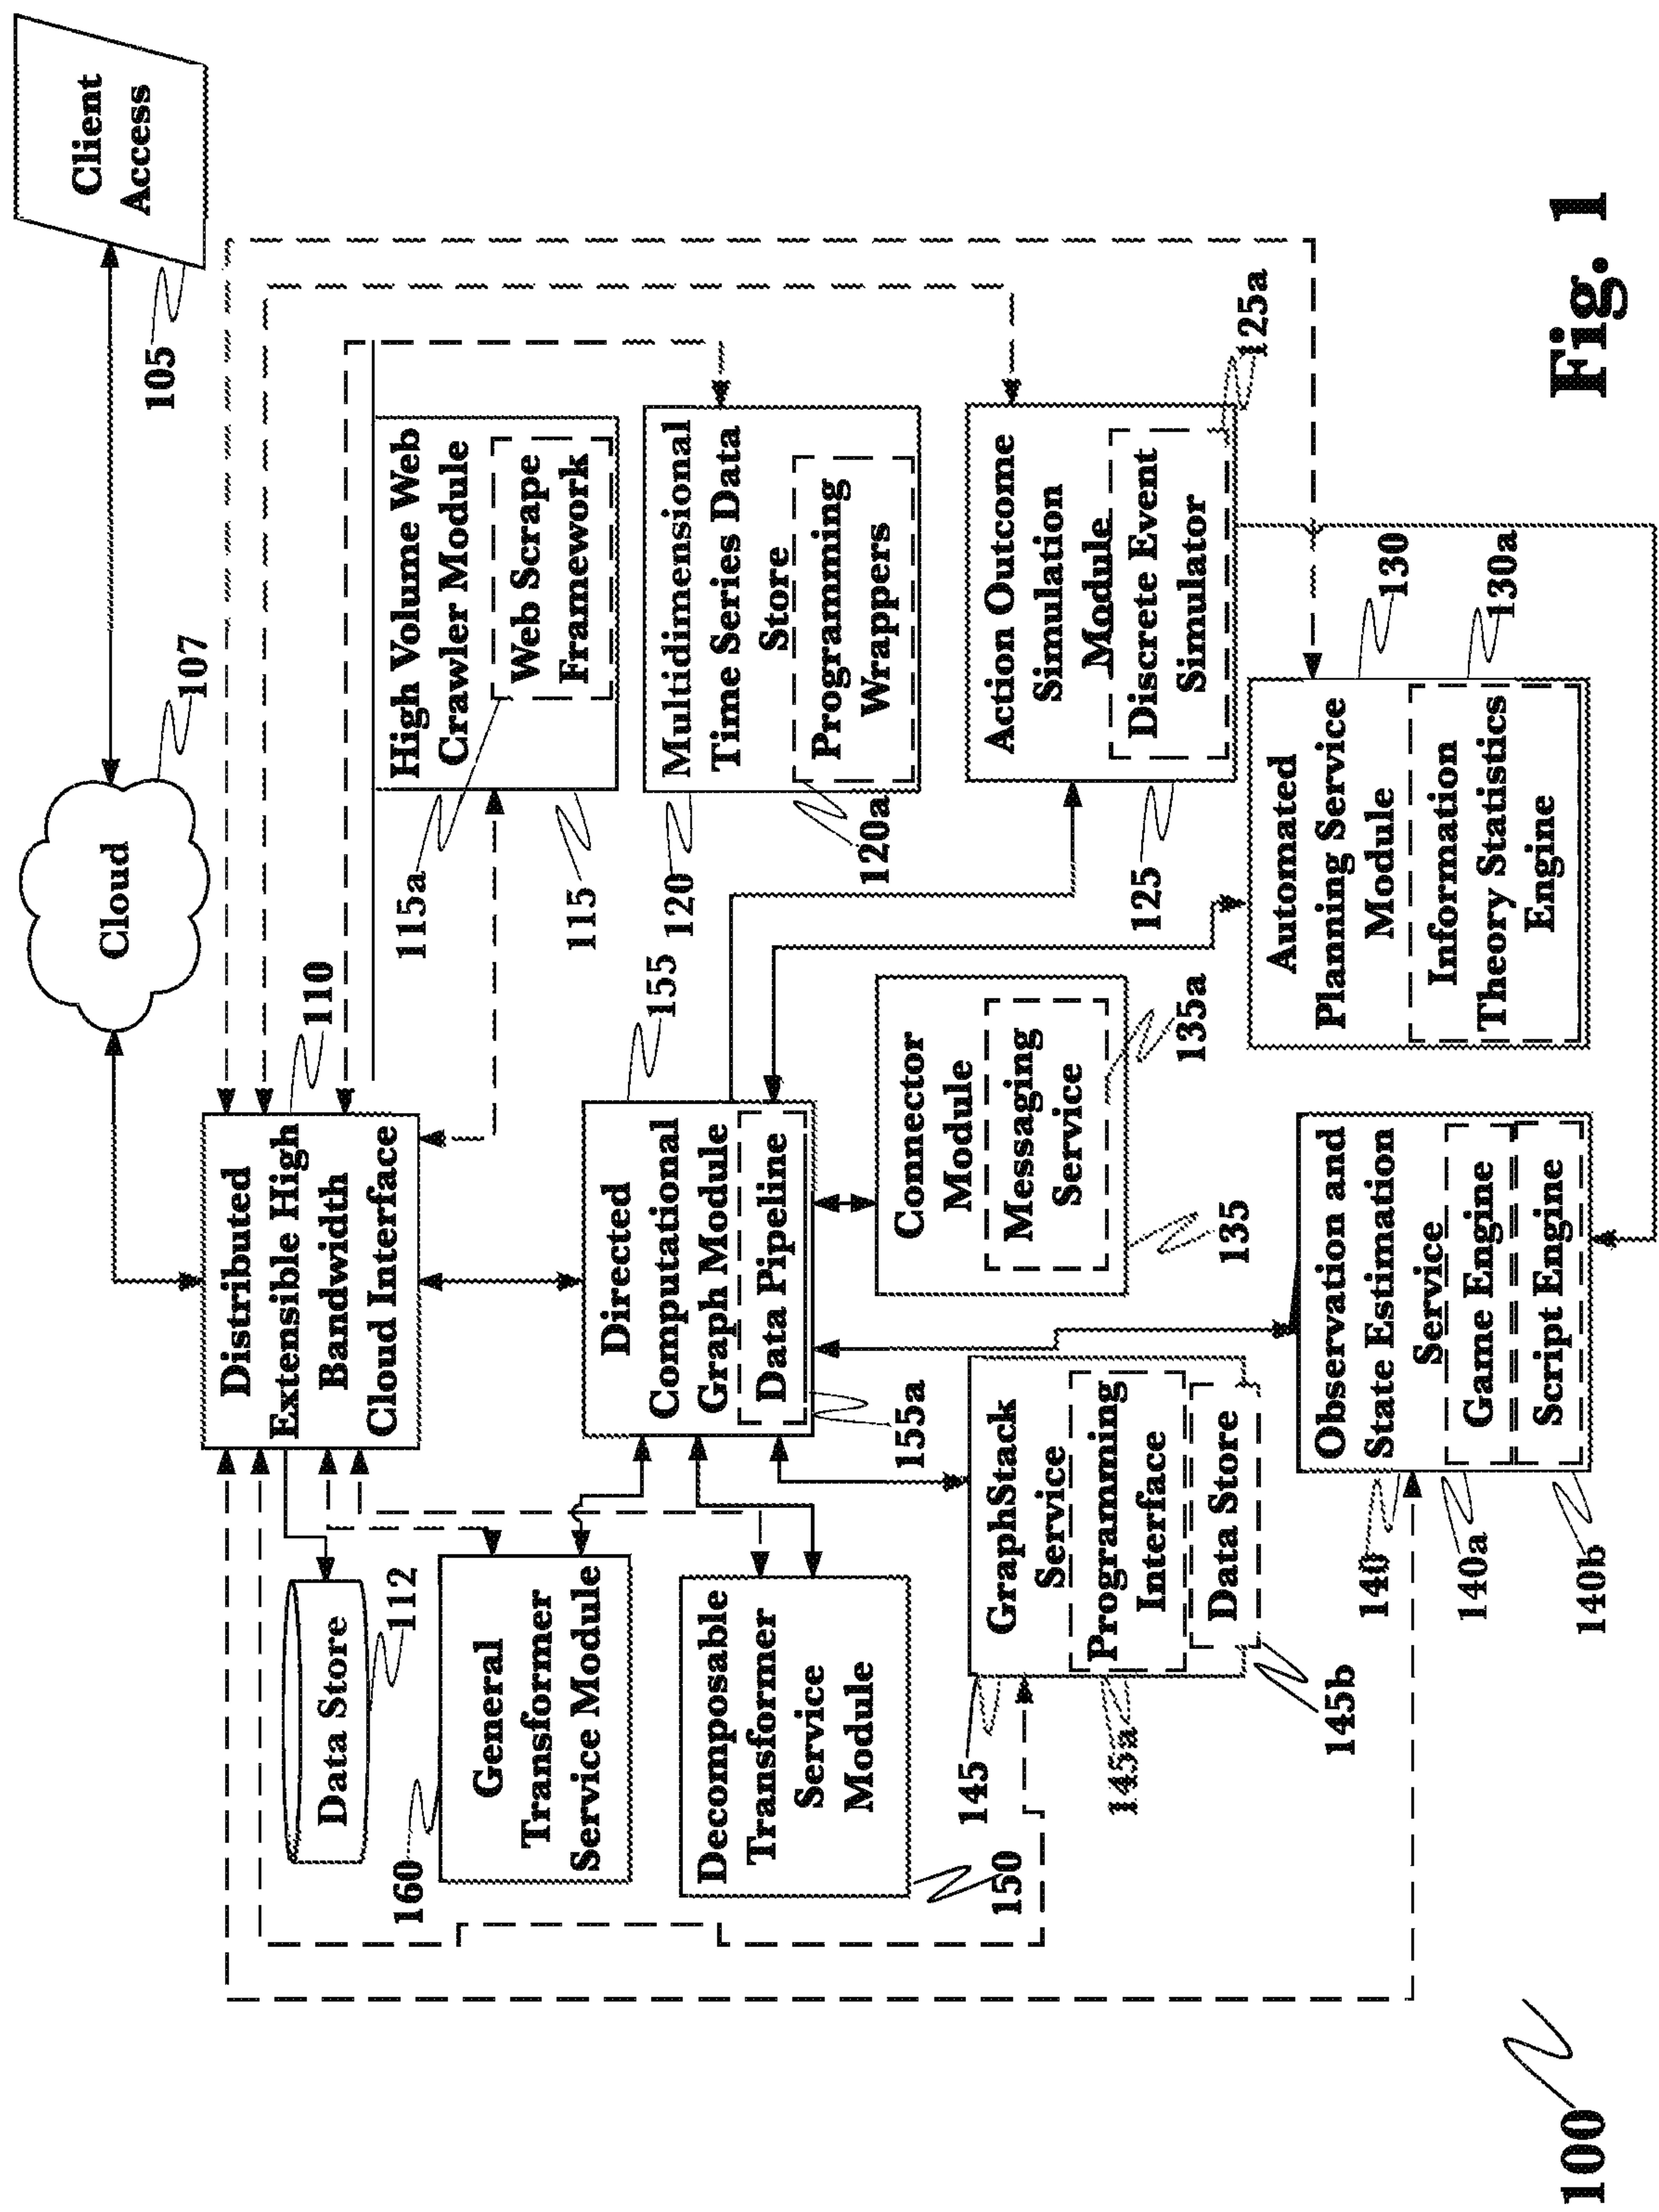 Client
Access
105
Cloud
107
Distributed
Extensible High
Bandwidth
Cloud Interface
110
Data Store
112
High Volume Web
Crawler Module
Web Scrape
Framework
115a
115
Multidimensional
Time Series Data
Store
Programming
Wrappers
120
120a
General
Transformer
Service Module
160
Directed
Computational
Graph Module
Data Pipeline
155
155a
Decomposable
Transformer
Service
Module
150
Connector
Module
Messaging
Service
135a
135
Action Outcome
Simulation
Module
Discrete Event
Simulator
125a
125
GraphStack
Service
Programming
Interface
Data Store
145
145a
145b
Automated
Planning Service
Module
Information
Theory Statistics
Engine
130
130a
Observation and
State Estimation
Service
Game Engine
Script Engine
140
140a
140b
100
Fig. 1